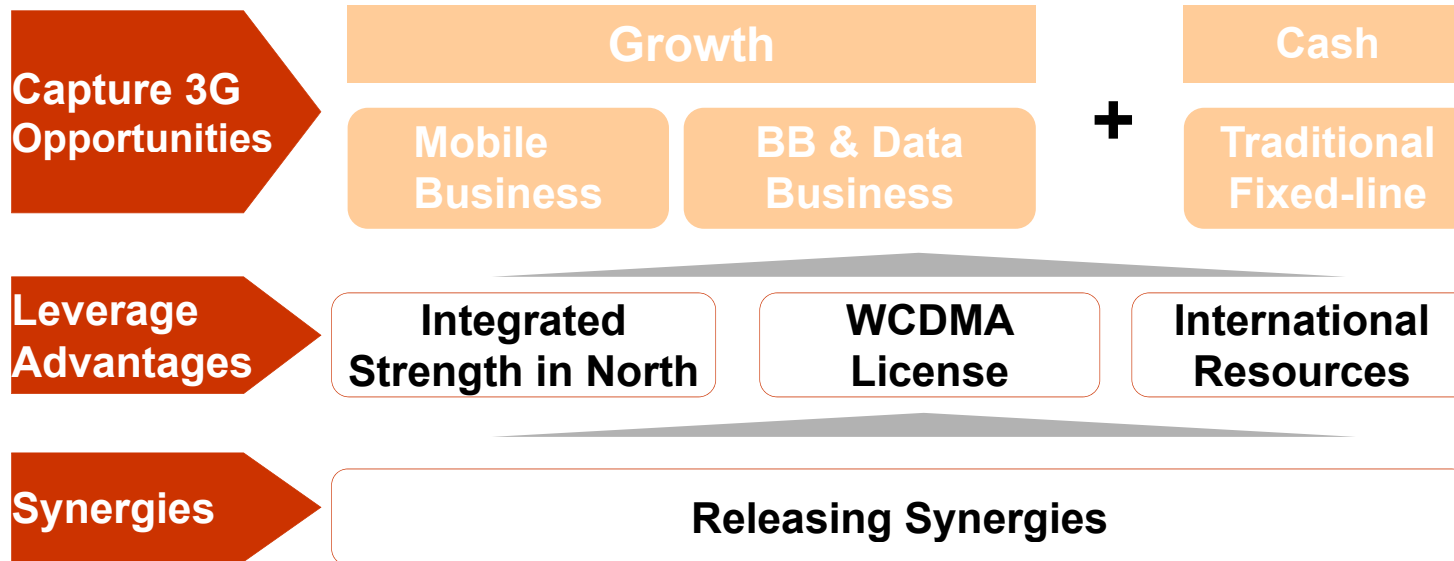 Capture 3G
Opportunities
Growth
Cash
Mobile
Business
BB & Data
Business
+
Traditional
Fixed-line
Leverage
Advantages
Integrated
Strength in North
WCDMA
License
International
Resources
Synergies
Releasing Synergies